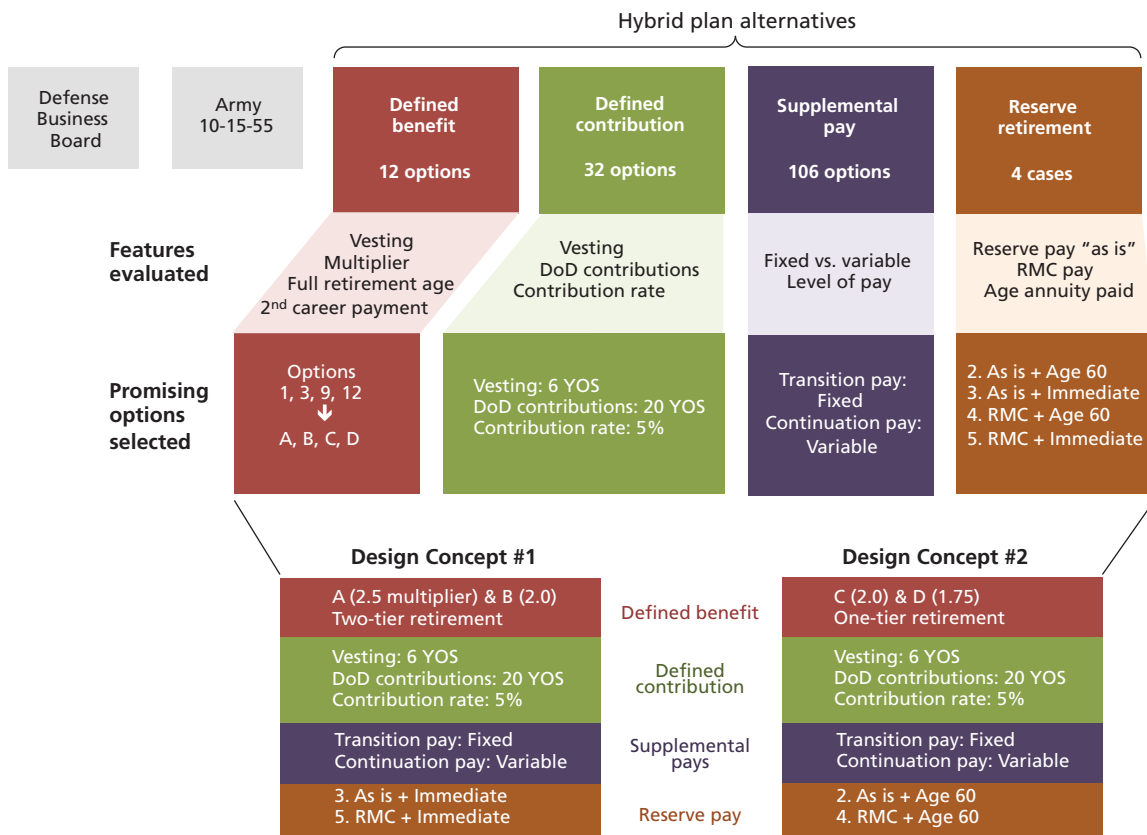 Hybrid plan alternatives
Defense
Business
Board
Army
10-15-55
Defined
benefit
12 options
Defined
contribution
32 options
Supplemental
pay
106 options
Reserve
retirement
4 cases
Features
evaluated
Vesting
Multiplier
Full retirement age
2nd career payment
Vesting
DoD contributions
Contribution rate
Fixed vs. variable
Level of pay
Reserve pay “as is”
RMC pay
Age annuity paid
Promising
options
selected
Options
1, 3, 9, 12
A, B, C, D
Vesting: 6 YOS
DoD contributions: 20 YOS
Contribution rate: 5%
Transition pay:
Fixed
Continuation pay:
Variable
2. As is + Age 60
3. As is + Immediate
4. RMC + Age 60
5. RMC + Immediate
Design Concept #1
A (2.5 multiplier) & B (2.0)
Two-tier retirement
Vesting: 6 YOS
DoD contributions: 20 YOS
Contribution rate: 5%
Transition pay: Fixed
Continuation pay: Variable
3. As is + Immediate
5. RMC + Immediate
Defined benefit
Defined
contribution
Supplemental
pays
Reserve pay
Design Concept #2
C (2.0) & D (1.75)
One-tier retirement
Vesting: 6 YOS
DoD contributions: 20 YOS
Contribution rate: 5%
Transition pay: Fixed
Continuation pay: Variable
2. As is + Age 60
4. RMC + Age 60